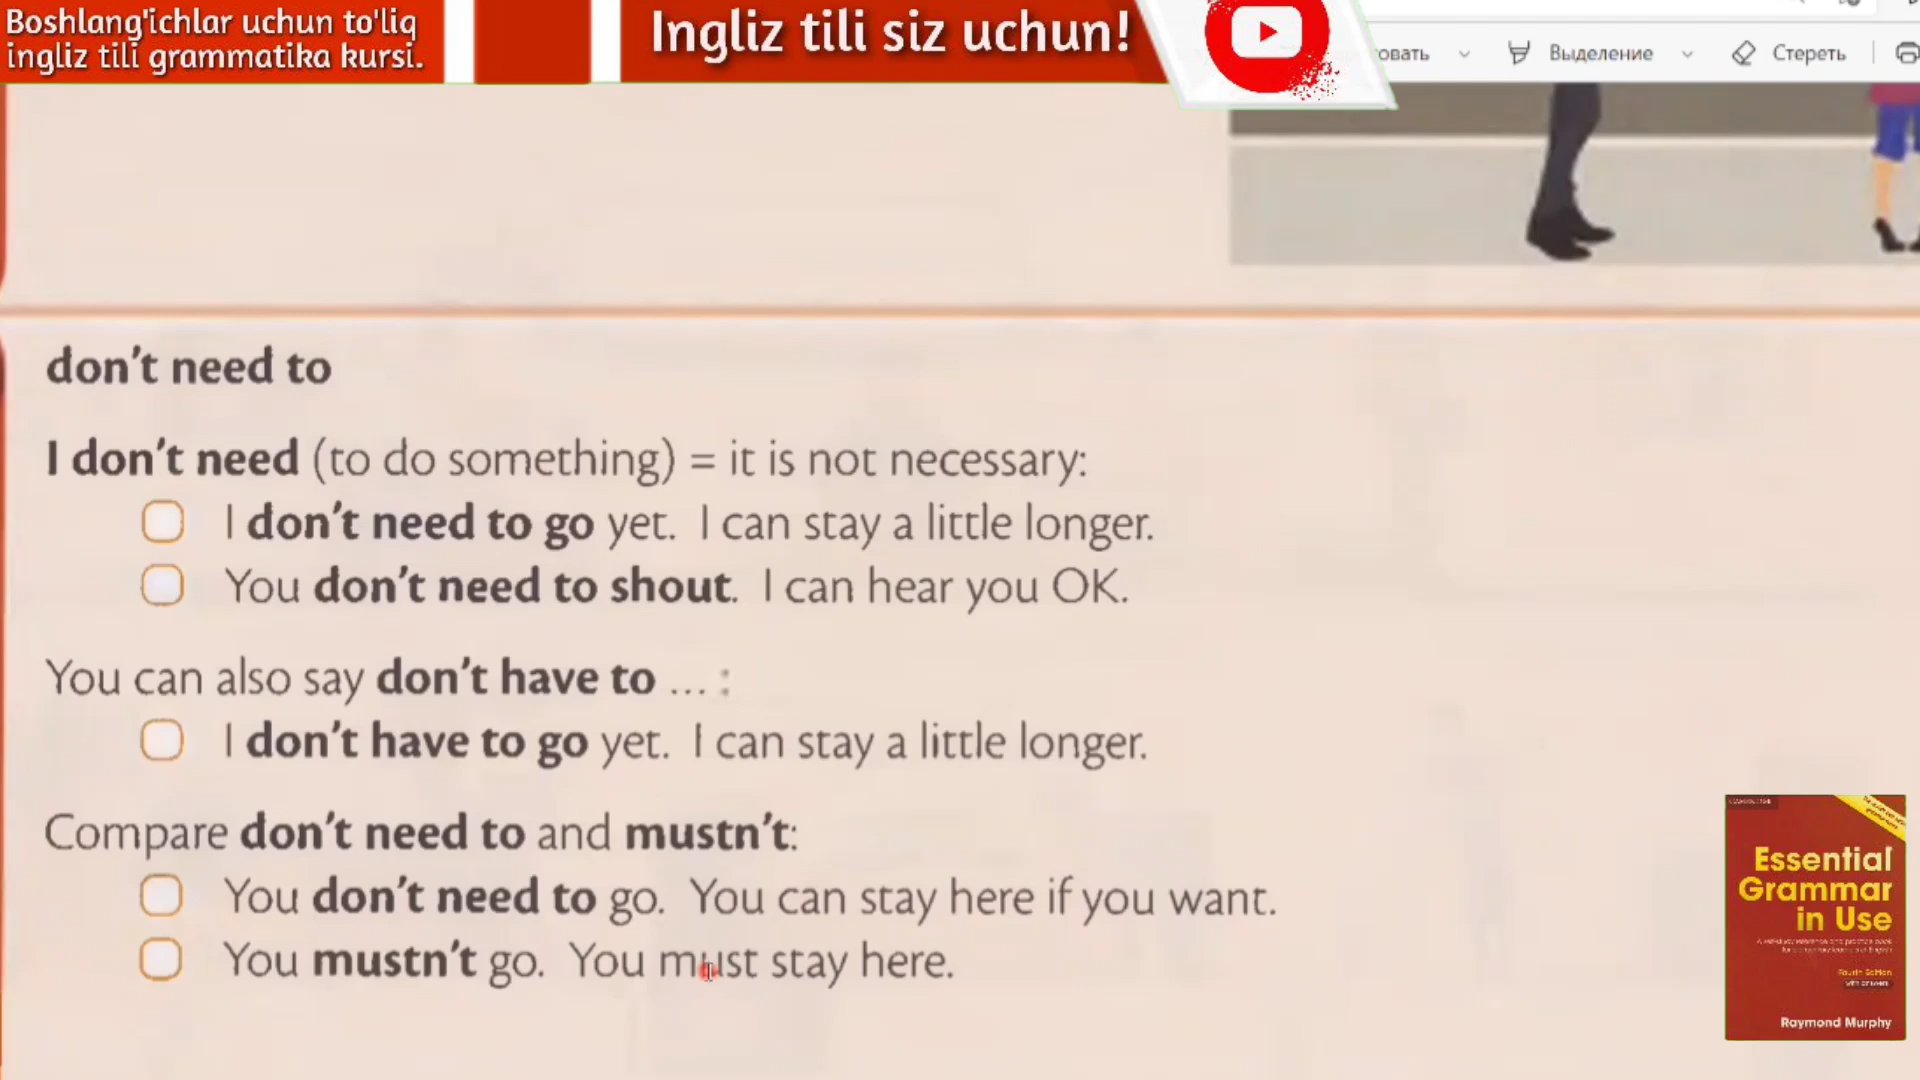 Boshlang'ichlar uchun to'liq
ingliz tili grammatika kursi.
Ingliz tili siz uchun!
Выделение
Стереть
don't need to
I don't need (to do something) = it is not necessary:
I don't need to go yet. I can stay a little longer.
You don't need to shout. I can hear you OK.
You can also say don't have to ... :
I don't have to go yet. I can stay a little longer.
Compare don't need to and mustn't:
You don't need to go. You can stay here if you want.
You mustn't go. You must stay here.
Essential
Grammar
in Use
Fourth Edition
Raymond Murphy